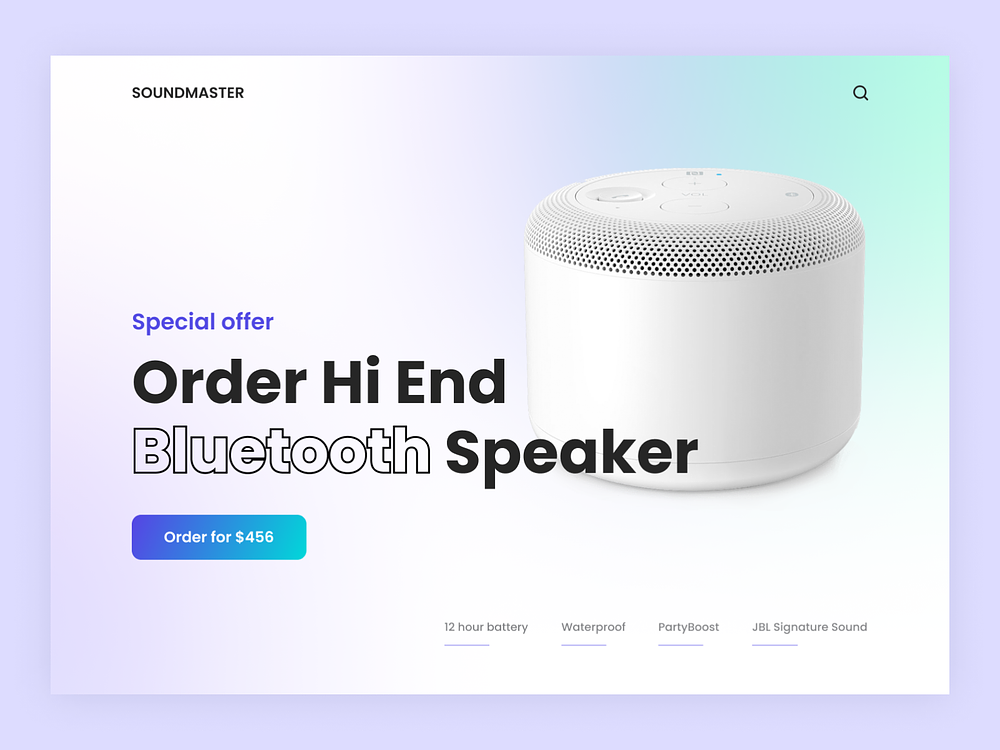 SOUNDMASTER
VOL
Special offer
Order Hi End
Bluetooth Speaker
Order for $456
12 hour battery
Waterproof
PartyBoost
JBL Signature Sound